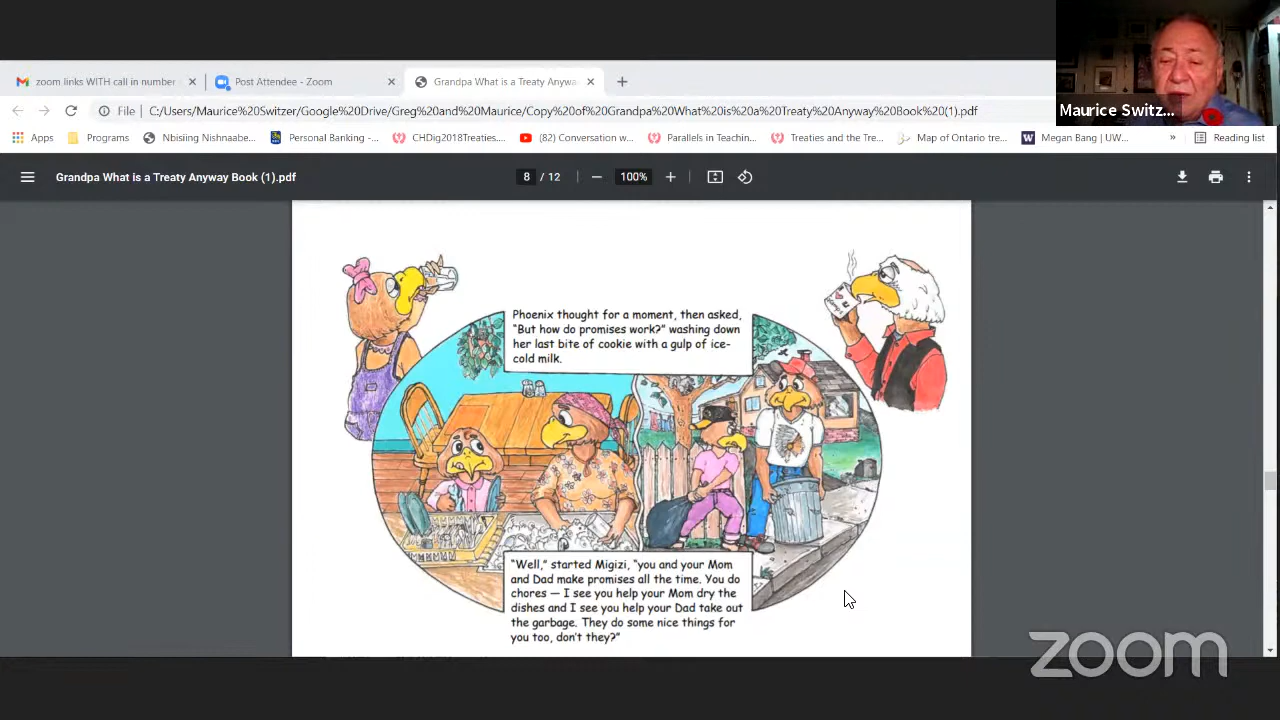 zoom links WITH call in number
Post Attendee - Zoom
Grandpa What is a Treaty Anywa
File
C:/Users/Maurice%20Switzer/Google%20Drive/Greg%20and%20Maurice/Copy%20of%20Grandpa%20What%20is%20a%20Treaty%20Anyway%20Book%20(1).pdf
Maurice Switz...
Apps
Programs
Nbisiing Nishnaabe...
Personal Banking -...
CHDig2018Treaties....
(82) Conversation w...
Parallels in Teachin...
Treaties and the Tre...
Map of Ontario tre...
Megan Bang | UW...
»
Reading list
Grandpa What is a Treaty Anyway Book (1).pdf
8 / 12
100%
Phoenix thought for a moment, then asked,
“But how do promises work?” washing down
her last bite of cookie with a gulp of ice-
cold milk.
“Well,” started Migizi, “you and your Mom
and Dad make promises all the time. You do
chores — I see you help your Mom dry the
dishes and I see you help your Dad take out
the garbage. They do some nice things for
you too, don’t they?”
zoom